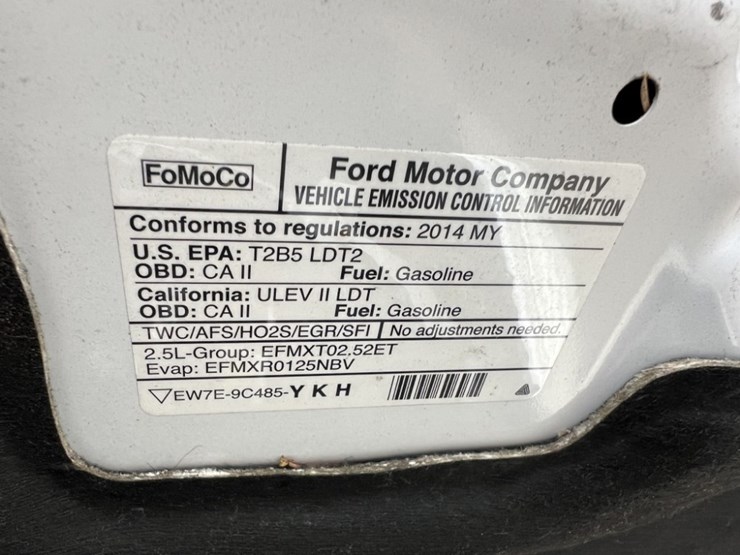 FoMoCo
Ford Motor Company
VEHICLE EMISSION CONTROL INFORMATION
Conforms to regulations: 2014 MY
U.S. EPA: T2B5 LDT2
OBD: CA II Fuel: Gasoline
California: ULEV II LDT
OBD: CA II Fuel: Gasoline
TWC/AFS/HO2S/EGR/SFI No adjustments needed.
2.5L-Group: EFMXT02.52ET
Evap: EFMXR0125NBV
EW7E-9C485-Y K H